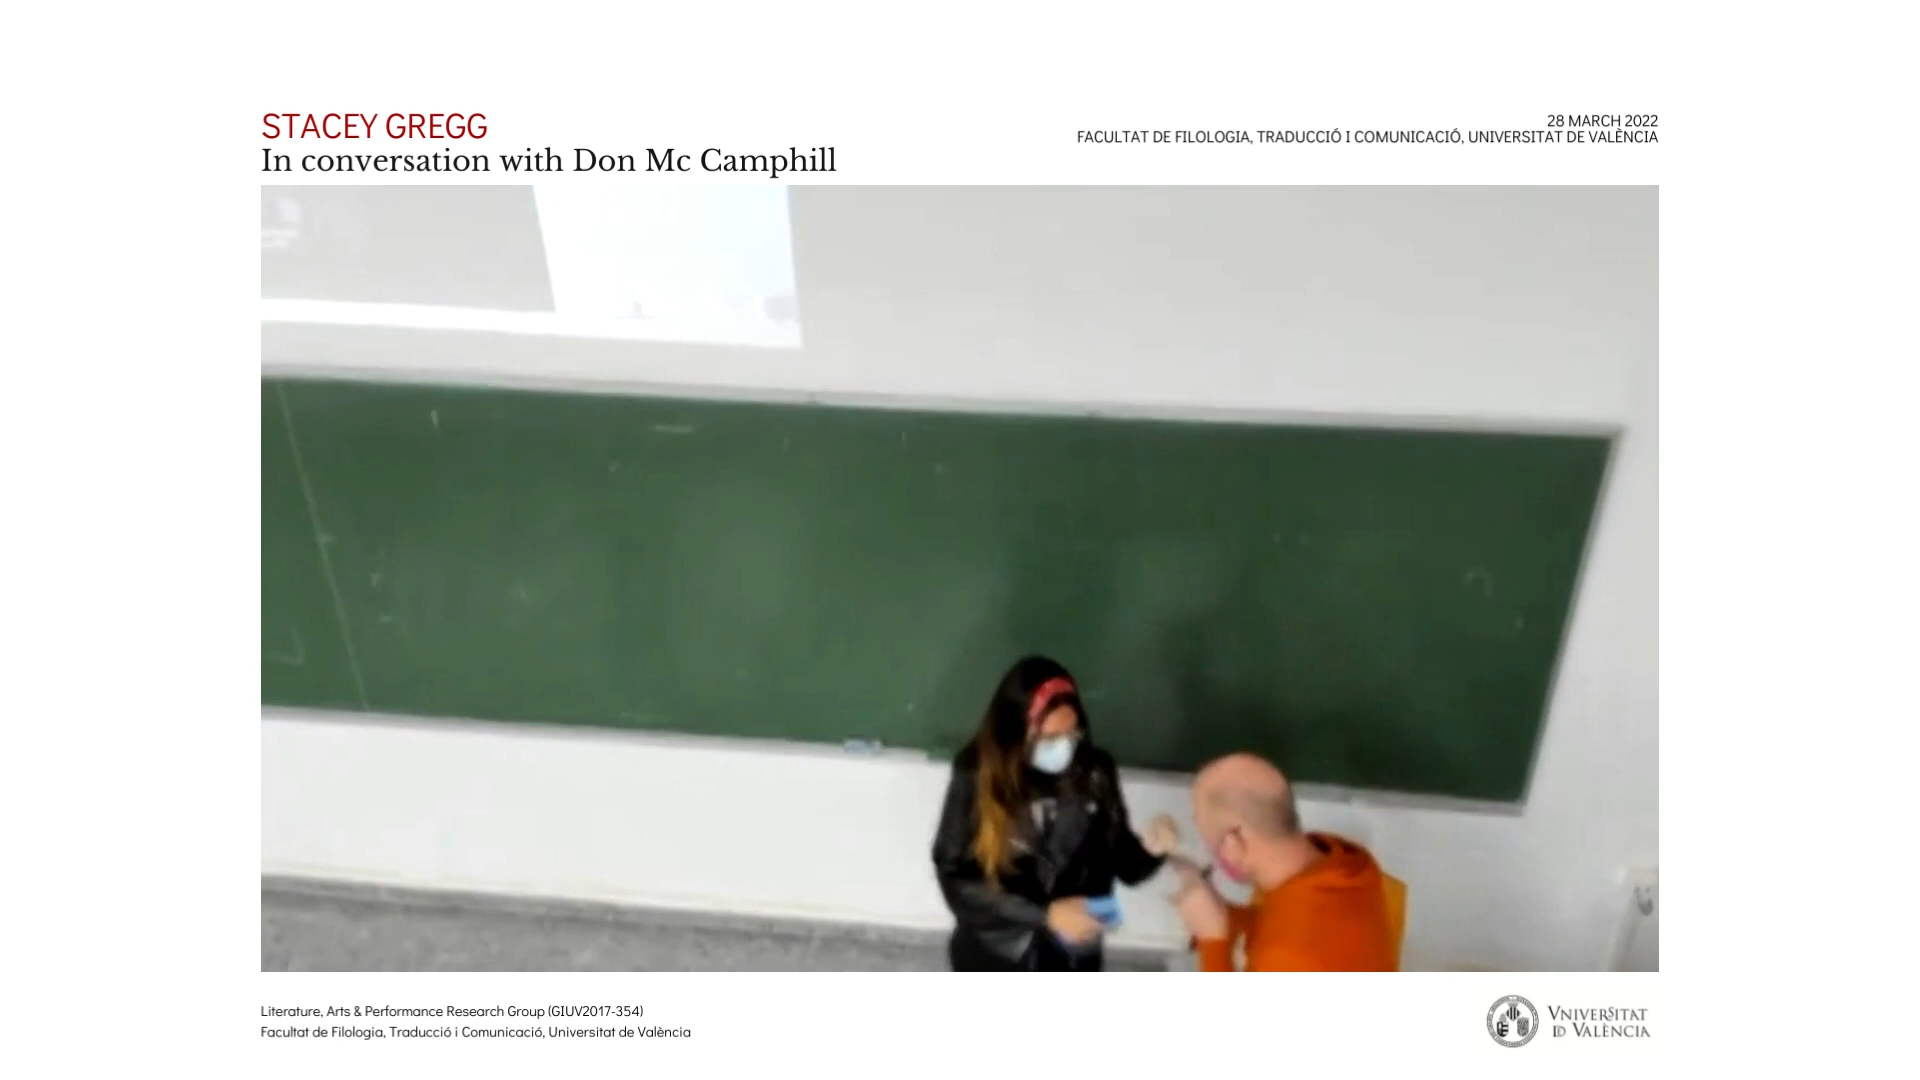 STACEY GREGG
In conversation with Don Mc Camphill
28 MARCH 2022
FACULTAT DE FILOLOGIA, TRADUCCIÓ I COMUNICACIÓ, UNIVERSITAT DE VALÈNCIA
Literature, Arts & Performance Research Group (GIUV2017-354)
Facultat de Filologia, Traducció i Comunicació, Universitat de València
VNIVERSITAT
ID VALÈNCIA